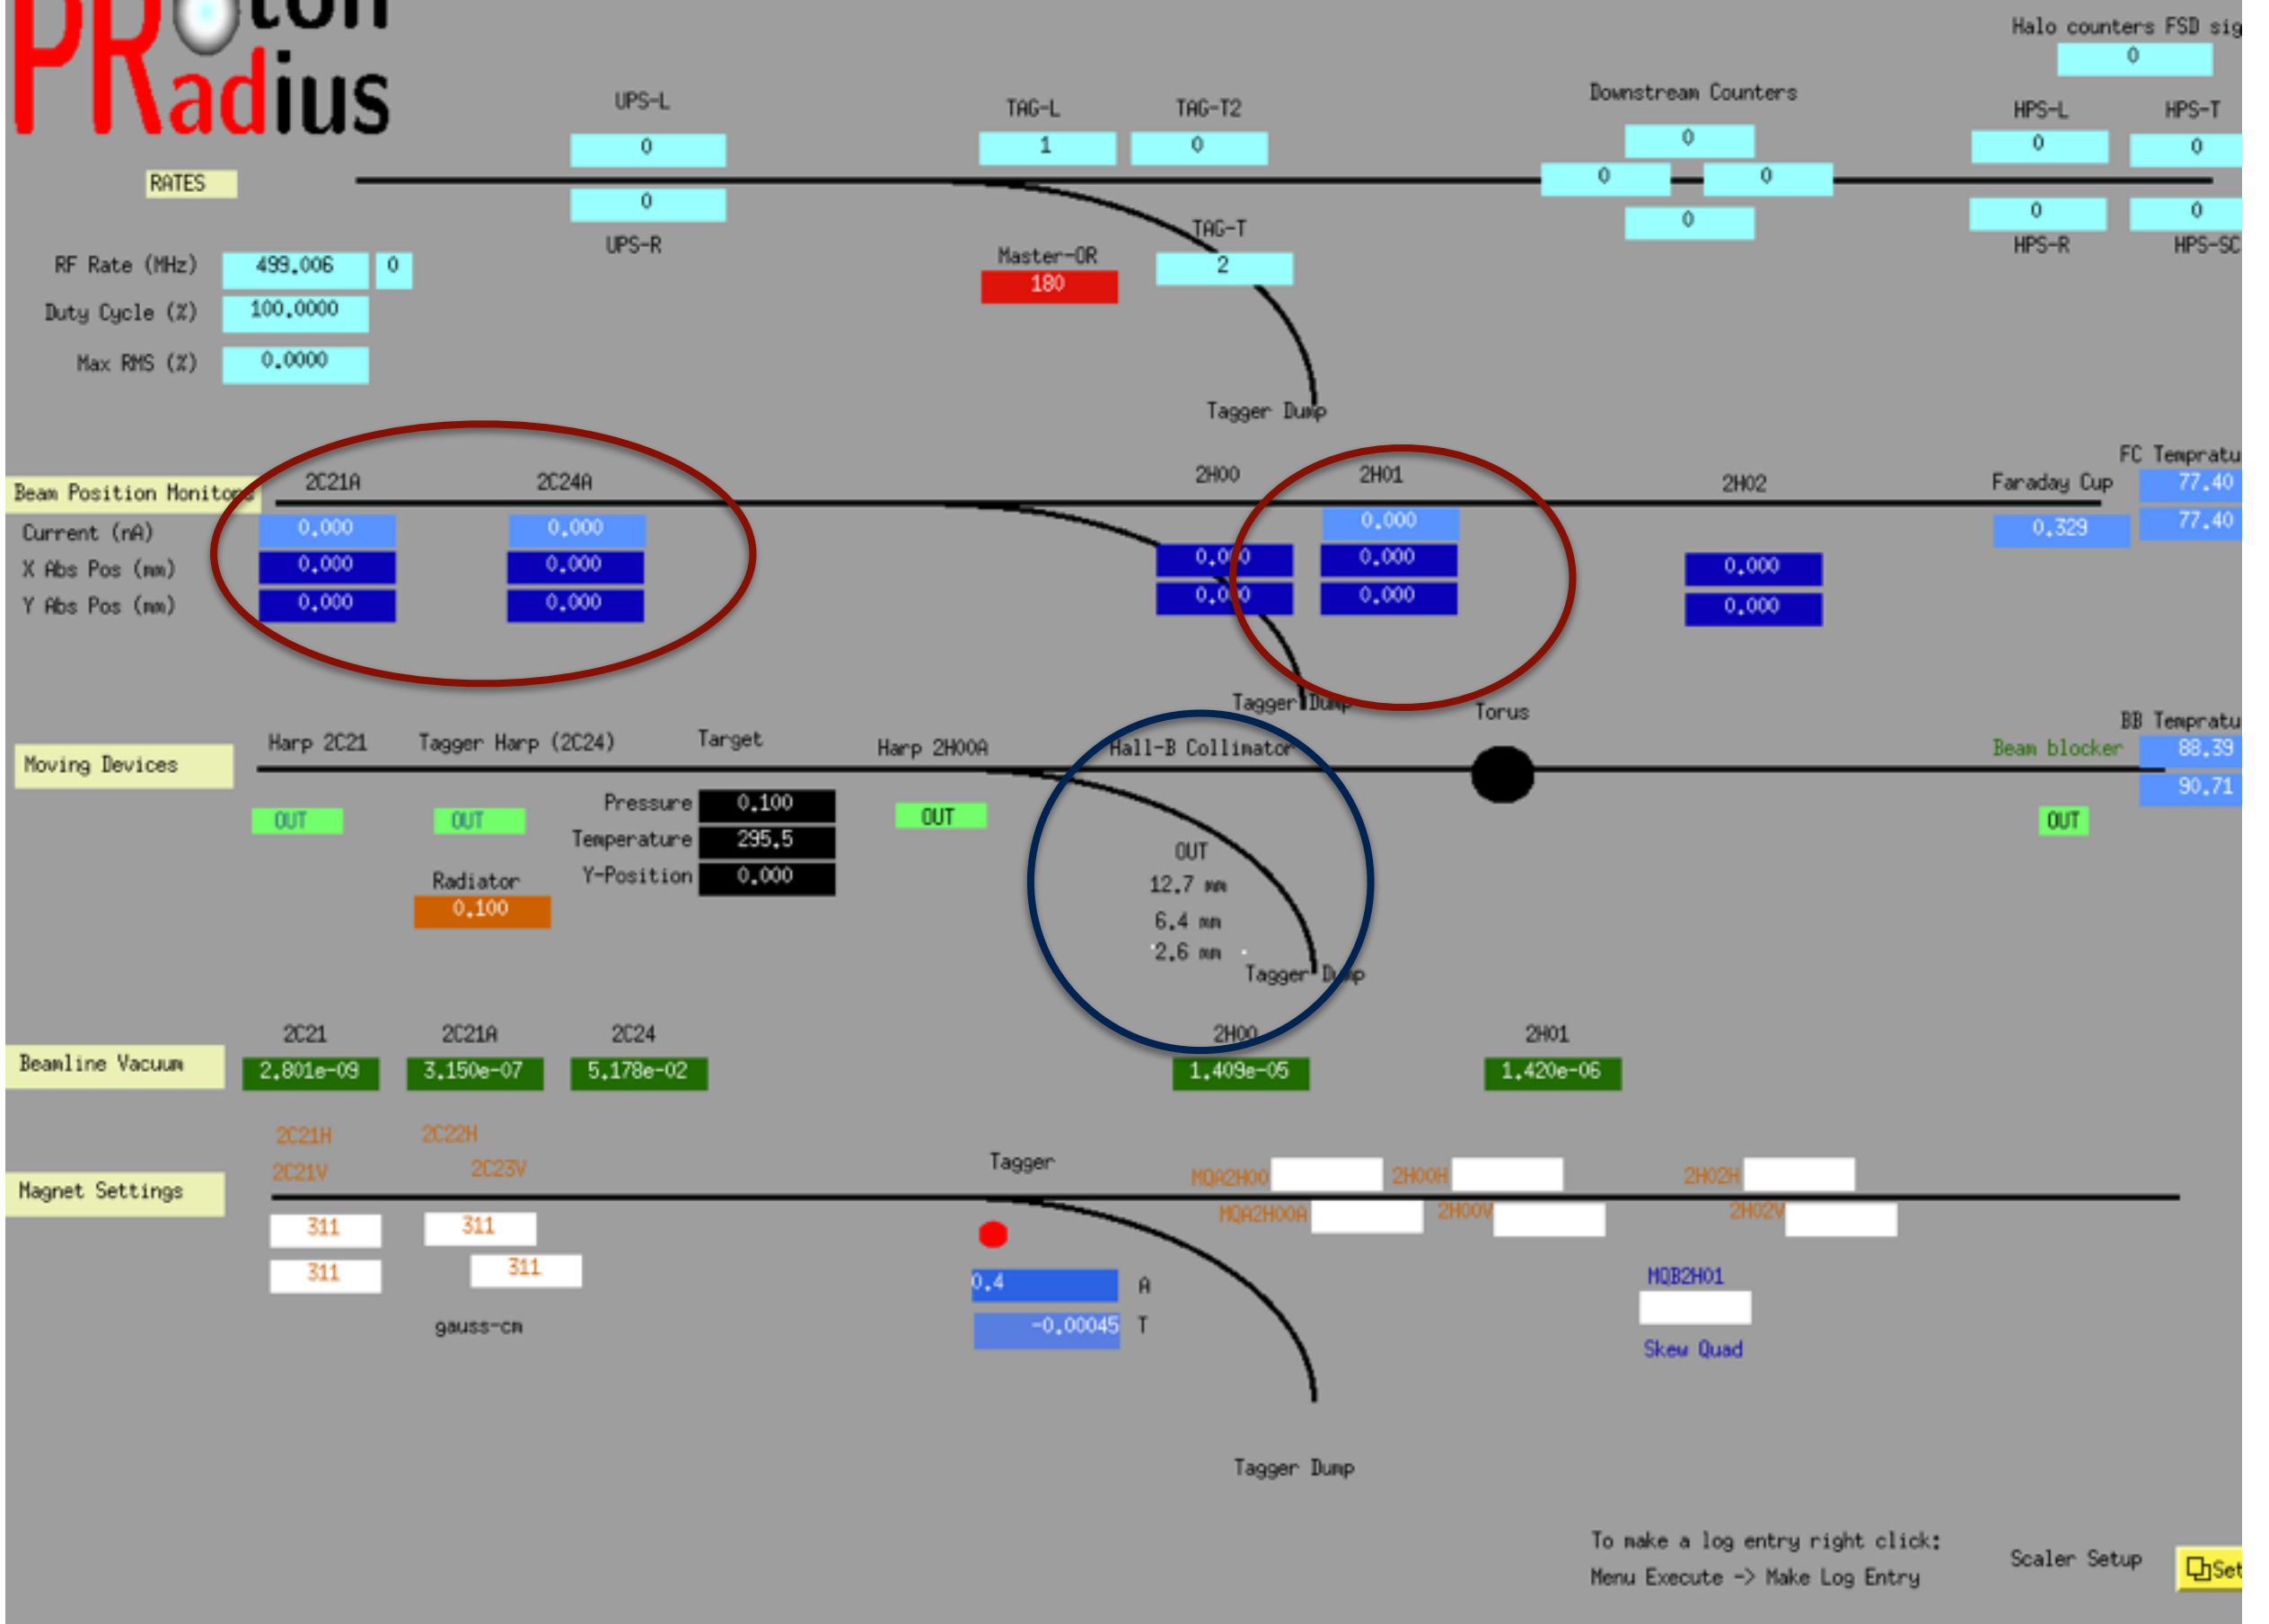 PRoton
Radius
Halo counters FSD sig
0
UPS-L
TAG-L
TAG-T2
Downstream Counters
HPS-L
HPS-T
0
1
0
0
0
0
RATES
0
0
0
0
0
0
UPS-R
TAG-T
HPS-R
HPS-SC
RF Rate (MHz)
499.006
0
Master-OR
180
2
Duty Cycle (%)
100.0000
Max RMS (%)
0.0000
Tagger Dump
Beam Position Monitors
2C21A
2C24A
2H00
2H01
2H02
Faraday Cup
FC Tempratu
77.40
77.40
Current (nA)
0.000
0.000
0.000
0.329
X Abs Pos (mm)
0.000
0.000
0.000
0.000
0.000
Y Abs Pos (mm)
0.000
0.000
0.000
0.000
0.000
Tagger Dump
Torus
Moving Devices
Harp 2C21
Tagger Harp (2C24)
Target
Harp 2H00A
Hall-B Collimator
Beam blocker
BB Tempratu
88.39
90.71
OUT
OUT
Pressure
0.100
OUT
OUT
Temperature
295.5
Y-Position
0.000
Radiator
0.100
OUT
12.7 mm
6.4 mm
2.6 mm
Tagger Dump
Beamline Vacuum
2C21
2C21A
2C24
2H00
2H01
2.801e-09
3.150e-07
5.178e-02
1.409e-05
1.420e-06
2C21H
2C22H
2C21V
2C23V
Magnet Settings
Tagger
MQA2H00
2H00H
2H02H
MQA2H00A
2H00V
2H02V
311
311
311
311
gauss-cm
0.4
A
-0.00045
T
MQB2H01
Skew Quad
Tagger Dump
To make a log entry right click:
Menu Execute -> Make Log Entry
Scaler Setup
Set